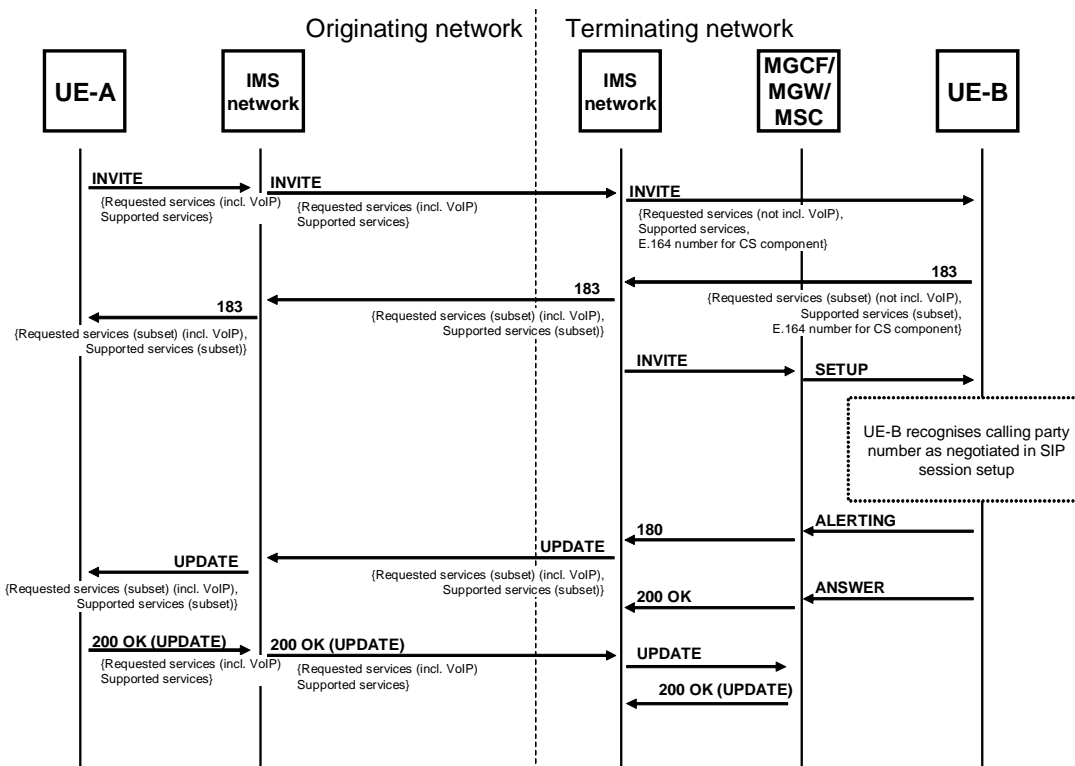 Originating network
Terminating network
UE-A
IMS
network
IMS
network
MGCF/
MGW/
MSC
UE-B
INVITE
{Requested services (incl. VoIP)
Supported services}
INVITE
{Requested services (incl. VoIP)
Supported services}
INVITE
{Requested services (not incl. VoIP),
Supported services,
E.164 number for CS component}
183
{Requested services (subset) (not incl. VoIP),
Supported services (subset),
E.164 number for CS component}
183
{Requested services (subset) (incl. VoIP),
Supported services (subset)}
183
{Requested services (subset) (incl. VoIP),
Supported services (subset)}
INVITE
SETUP
UE-B recognises calling party
number as negotiated in SIP
session setup
ALERTING
180
UPDATE
{Requested services (subset) (incl. VoIP),
Supported services (subset)}
UPDATE
{Requested services (subset) (incl. VoIP),
Supported services (subset)}
ANSWER
200 OK
200 OK (UPDATE)
{Requested services (incl. VoIP)
Supported services}
200 OK (UPDATE)
{Requested services (incl. VoIP)
Supported services}
UPDATE
200 OK (UPDATE)